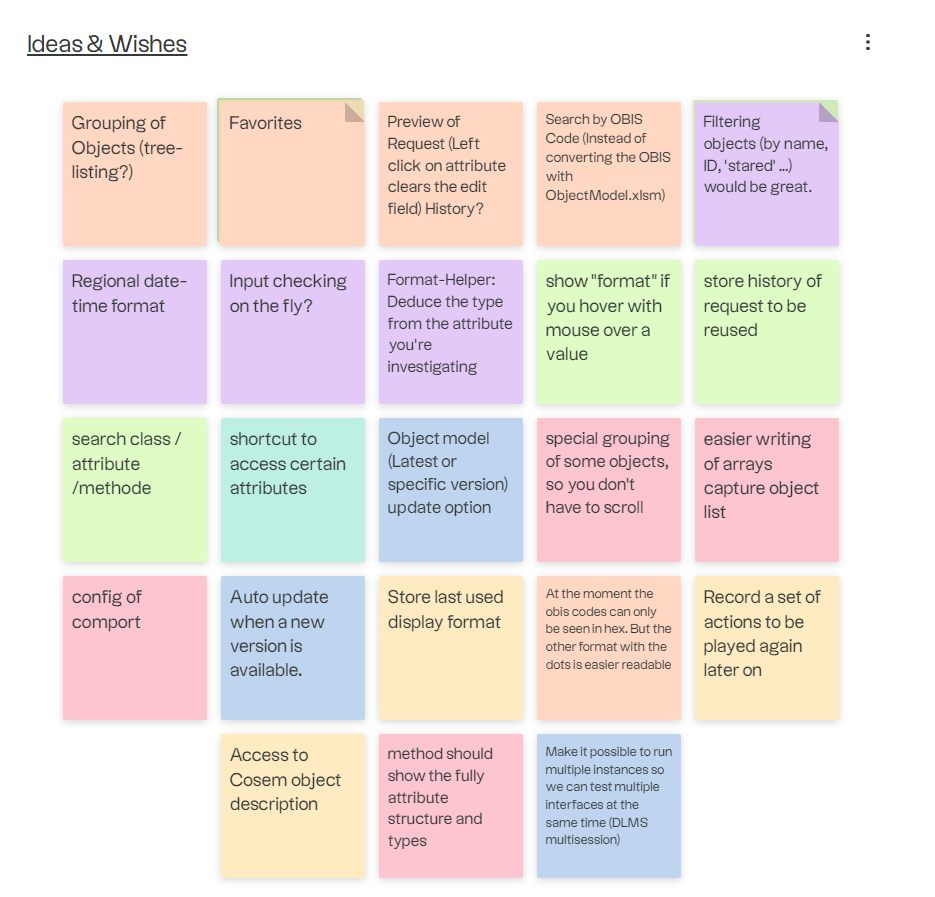 Ideas & Wishes
Grouping of
Objects (tree-
listing?)
Favorites
Preview of
Request (Left
click on attribute
clears the edit
field) History?
Search by OBIS
Code (Instead of
converting the OBIS
with
ObjectModel.xlsm)
Filtering
objects (by name,
ID, 'stared' ...)
would be great.
Regional date-
time format
Input checking
on the fly?
Format-Helper:
Deduce the type
from the attribute
you're
investigating
show "format" if
you hover with
mouse over a
value
store history of
request to be
reused
search class /
attribute
/methode
shortcut to
access certain
attributes
Object model
(Latest or
specific version)
update option
special grouping
of some objects,
so you don't
have to scroll
easier writing
of arrays
capture object
list
config of
comport
Auto update
when a new
version is
available.
Store last used
display format
At the moment the
obis codes can only
be seen in hex. But the
other format with the
dots is easier readable
Record a set of
actions to be
played again
later on
Access to
Cosem object
description
method should
show the fully
attribute
structure and
types
Make it possible to run
multiple instances so
we can test multiple
interfaces at the
same time (DLMS
multisession)